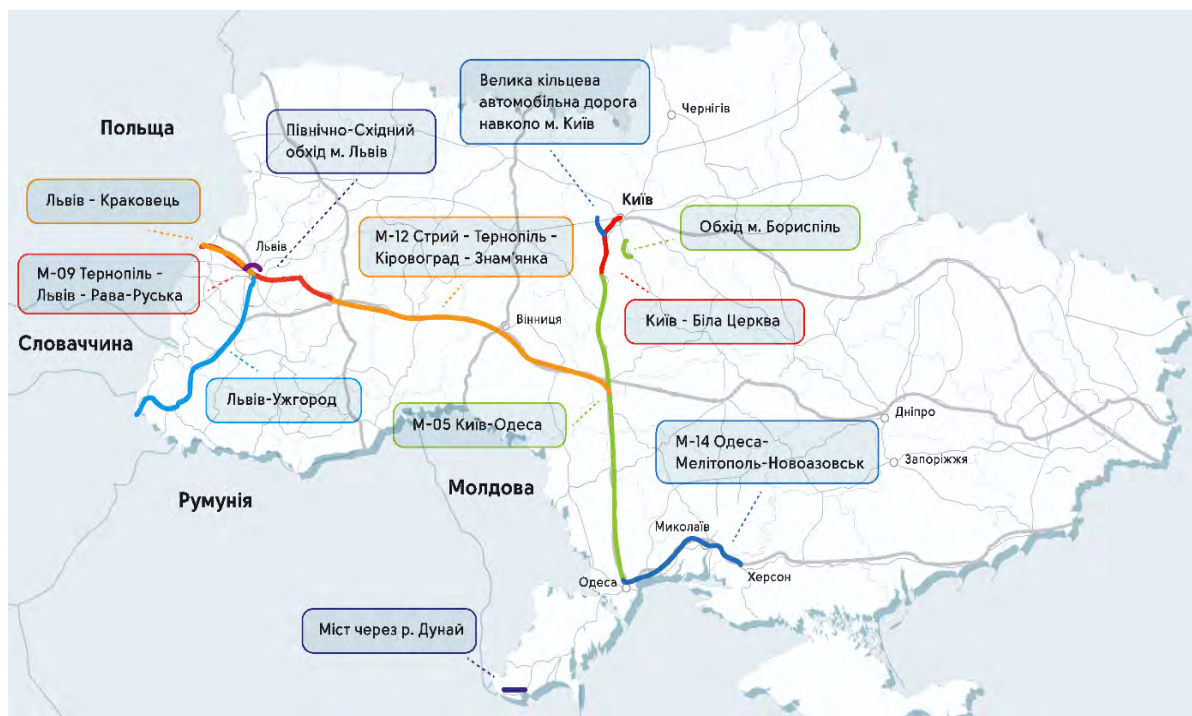 Велика кільцева
автомобільна дорога
навколо м. Київ
Чернігів
Польща
Північно-Східний
обхід м. Львів
Львів - Краковець
Київ
М-12 Стрий - Тернопіль -
Кіровоград - Знам'янка
Обхід м. Бориспіль
Львів
М-09 Тернопіль -
Львів - Рава-Руська
Вінниця
Київ - Біла Церква
Словаччина
Львів-Ужгород
М-05 Київ-Одеса
Дніпро
М-14 Одеса-
Мелітополь-Новоазовськ
Запоріжжя
Румунія
Молдова
Миколаїв
Херсон
Одеса
Міст через р. Дунай